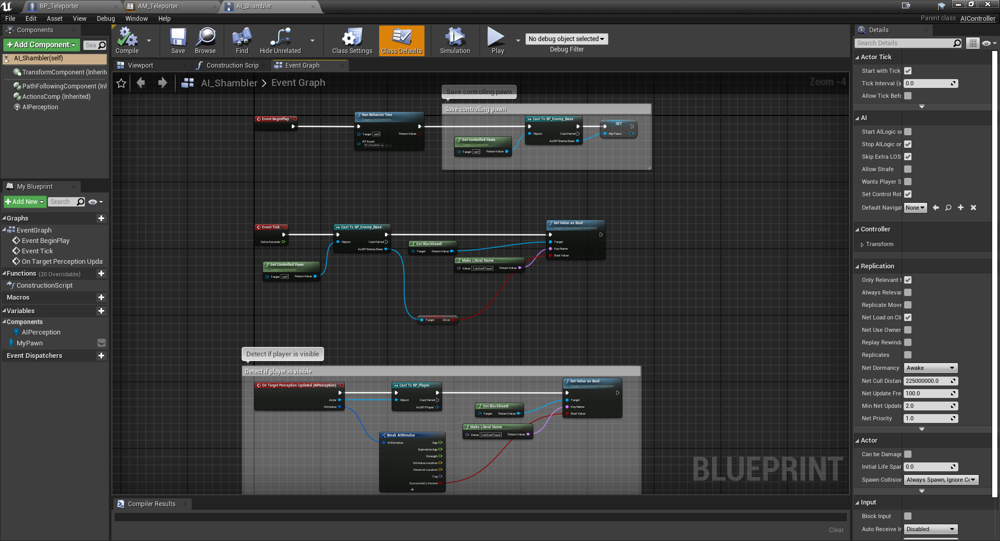 BP_Teleporter
AM_Teleporter
AI_Shambler
File Edit Asset View Debug Window Help
Parent class: AIController
Components
+Add Component
Sea
AI_Shambler(self)
TransformComponent (Inherite
PathFollowingComponent (Inl
ActionsComp (Inherited)
AIPerception
Compile
Save
Browse
Find
Hide Unrelated
Class Settings
Class Defaults
Simulation
Play
No debug object selected
Debug Filter
Viewport
Construction Scrip
Event Graph
AI_Shambler > Event Graph
Zoom -4
My Blueprint
+Add New
Search
Graphs
EventGraph
Event BeginPlay
Event Tick
On Target Perception Upda
Functions (20 Overridable)
ConstructionScript
Macros
Variables
Components
AIPerception
MyPawn
Event Dispatchers
Save controlling pawn
Save controlling pawn
Event BeginPlay
Run Behavior Tree
Target is AIController
Target self
Return Value
BT Asset
BT_Shambler
Get Controlled Pawn
Target is Controller
Target self
Return Value
Cast To BP_Enemy_Base
Object
Cast Failed
As BP Enemy Base
SET
My Pawn
Event Tick
Delta Seconds
Cast To BP_Enemy_Base
Object
Cast Failed
As BP Enemy Base
Get Controlled Pawn
Target is Controller
Target self
Return Value
Get Blackboard
Target
Return Value
Make Literal Name
Value CanSeePlayer
Return Value
Set Value as Bool
Target is Blackboard Component
Target
Key Name
Bool Value
Target
Alive
Detect if player is visible
Detect if player is visible
On Target Perception Updated (AIPerception)
Actor
Stimulus
Cast To BP_Player
Object
Cast Failed
As BP Player
Get Blackboard
Target
Return Value
Make Literal Name
Value CanSeePlayer
Return Value
Set Value as Bool
Target is Blackboard Component
Target
Key Name
Bool Value
Break AIStimulus
AIStimulus
Age
Expiration Age
Strength
Stimulus Location
Receiver Location
Tag
Successfully Sensed
BLUEPRINT
Compiler Results
Clear
Details
Search Details
Actor Tick
Start with Tick
Tick Interval (s 0.0
Allow Tick Befo
AI
Start AILogic o
Stop AILogic or
Skip Extra LOS
Allow Strafe
Wants Player S
Set Control Rot
Default Navigat None
Controller
Transform
Replication
Only Relevant t
Always Relevar
Replicate Move
Net Load on Cli
Net Use Owner
Replay Rewinda
Replicates
Net Dormancy Awake
Net Cull Distan 225000000.0
Net Update Fre 100.0
Min Net Update 2.0
Net Priority 1.0
Actor
Can be Damage
Initial Life Spar 0.0
Spawn Collision Always Spawn, Ignore Co
Input
Block Input
Auto Receive Ir Disabled